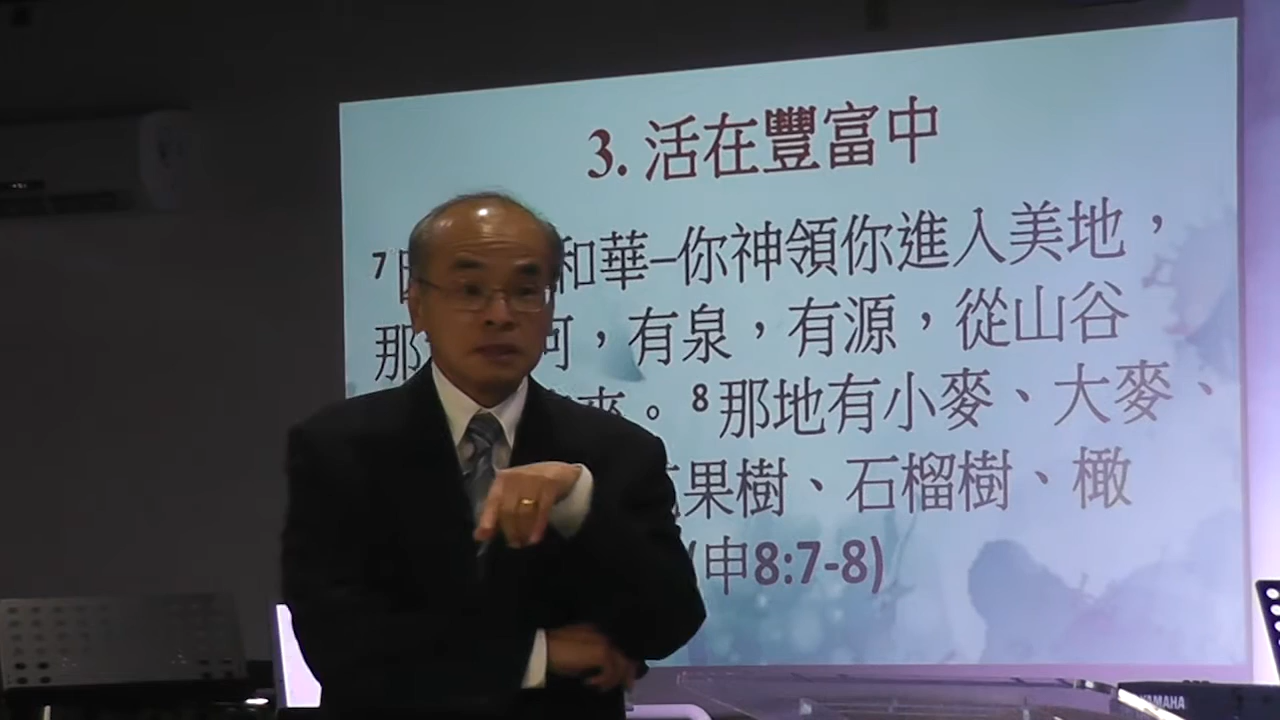 3. 活在豐富中
7 和華–你神領你進入美地，
那 河，有泉，有源，從山谷
來。8那地有小麥、大麥、
果樹、石榴樹、橄
(申8:7-8)
YAMAHA